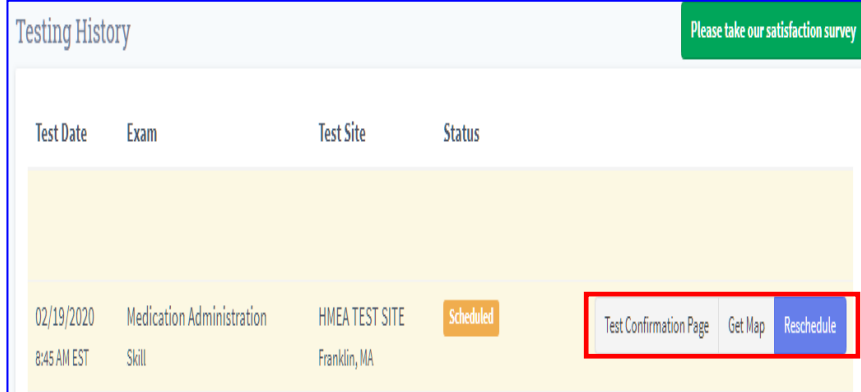 Testing History
Please take our satisfaction survey
Test Date Exam Test Site Status
02/19/2020 Medication Administration HMEA TEST SITE Scheduled Test Confirmation Page Get Map Reschedule
8:45 AM EST Skill Franklin, MA